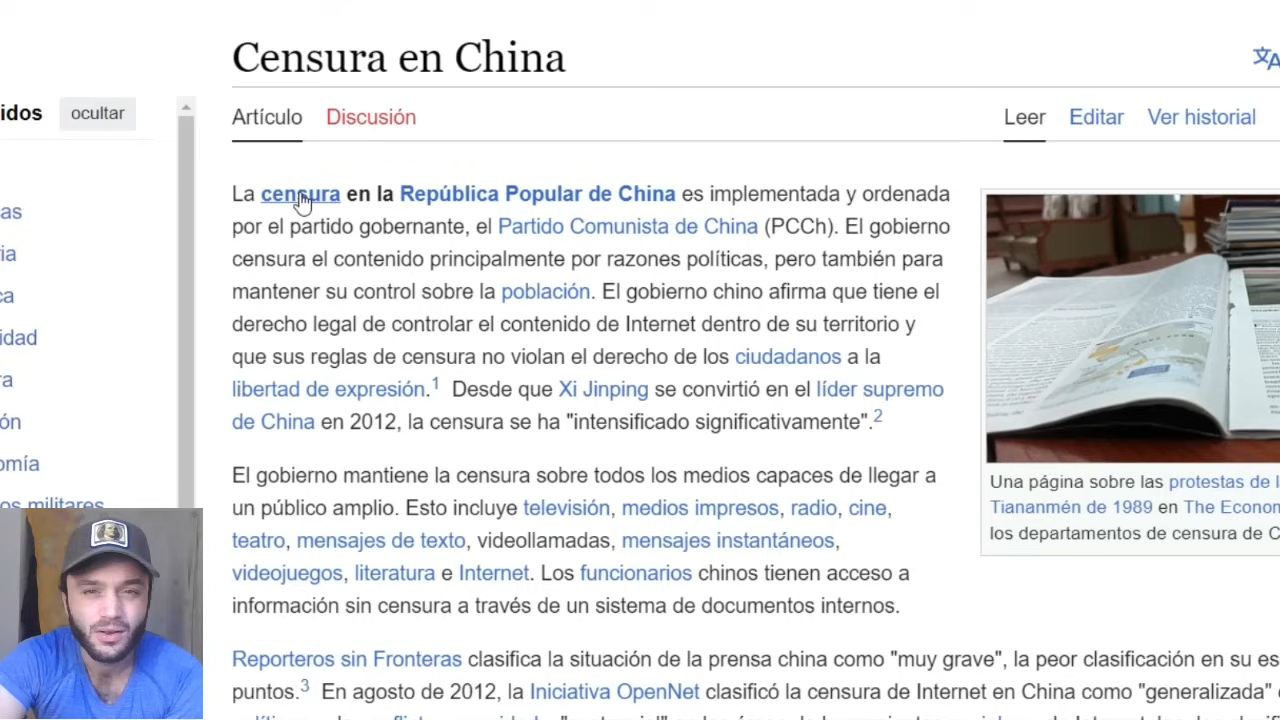 Censura en China
idos ocultar
Artículo Discusión Leer Editar Ver historial
La censura en la República Popular de China es implementada y ordenada
por el partido gobernante, el Partido Comunista de China (PCCh). El gobierno
censura el contenido principalmente por razones políticas, pero también para
mantener su control sobre la población. El gobierno chino afirma que tiene el
derecho legal de controlar el contenido de Internet dentro de su territorio y
que sus reglas de censura no violan el derecho de los ciudadanos a la
libertad de expresión.1 Desde que Xi Jinping se convirtió en el líder supremo
de China en 2012, la censura se ha "intensificado significativamente".2
El gobierno mantiene la censura sobre todos los medios capaces de llegar a
un público amplio. Esto incluye televisión, medios impresos, radio, cine,
teatro, mensajes de texto, videollamadas, mensajes instantáneos,
videojuegos, literatura e Internet. Los funcionarios chinos tienen acceso a
información sin censura a través de un sistema de documentos internos.
Reporteros sin Fronteras clasifica la situación de la prensa china como "muy grave", la peor clasificación en su es
puntos.3 En agosto de 2012, la Iniciativa OpenNet clasificó la censura de Internet en China como "generalizada"
as
ia
ca
idad
ra
ón
omía
os militares
Una página sobre las protestas de l
Tiananmén de 1989 en The Econom
los departamentos de censura de C